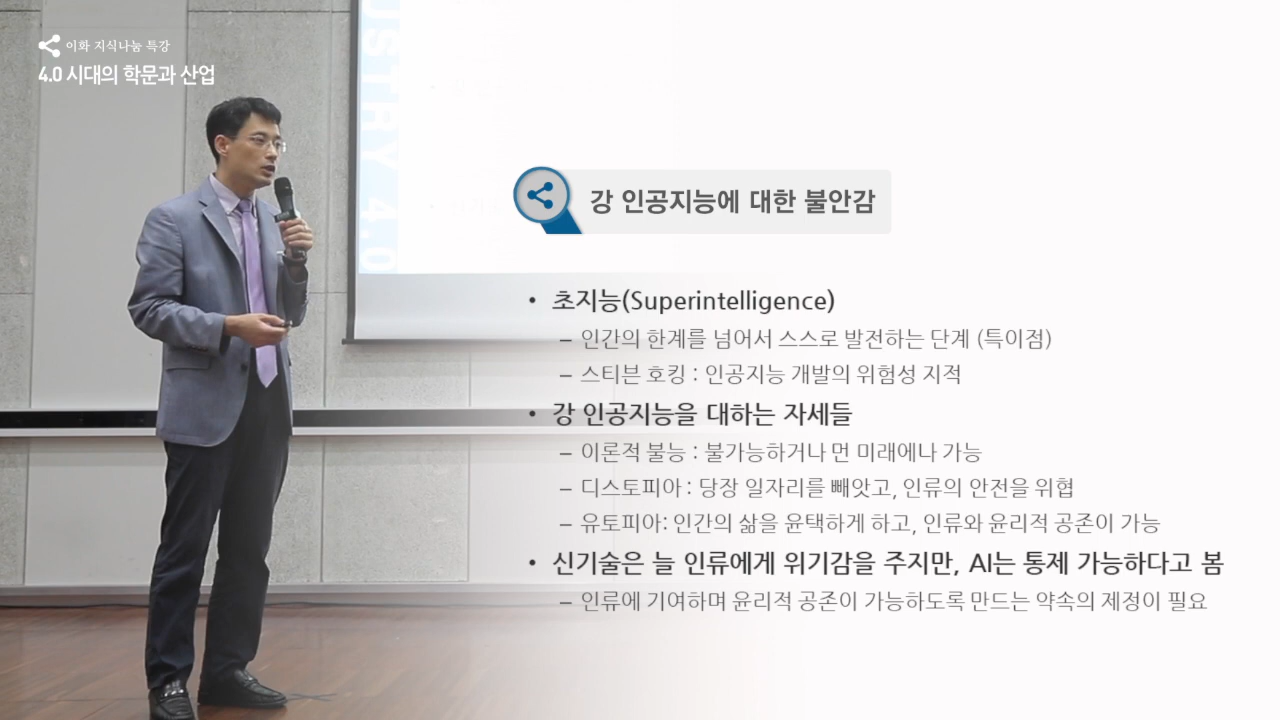 이화 지식나눔 특강
4.0 시대의 학문과 산업
USTRY 4.0
강 인공지능에 대한 불안감
• 초지능(Superintelligence)
– 인간의 한계를 넘어서 스스로 발전하는 단계 (특이점)
– 스티븐 호킹 : 인공지능 개발의 위험성 지적
• 강 인공지능을 대하는 자세들
– 이론적 불능 : 불가능하거나 먼 미래에나 가능
– 디스토피아 : 당장 일자리를 빼앗고, 인류의 안전을 위협
– 유토피아: 인간의 삶을 윤택하게 하고, 인류와 윤리적 공존이 가능
• 신기술은 늘 인류에게 위기감을 주지만, AI는 통제 가능하다고 봄
– 인류에 기여하며 윤리적 공존이 가능하도록 만드는 약속의 제정이 필요